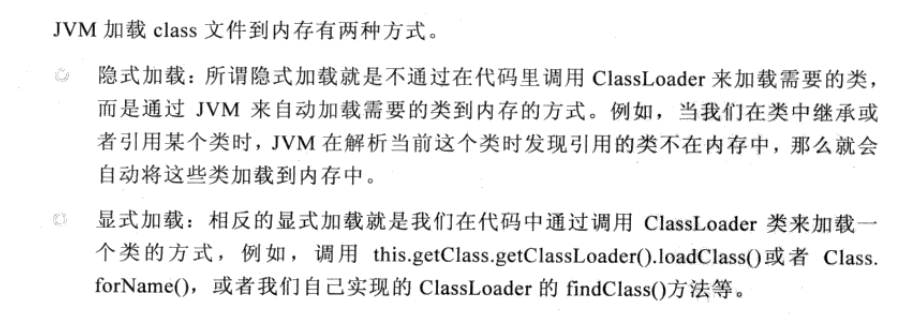 JVM 加载 class 文件到内存有两种方式。
隐式加载：所谓隐式加载就是不通过在代码里调用 ClassLoader 来加载需要的类，
而是通过 JVM 来自动加载需要的类到内存的方式。例如，当我们在类中继承或
者引用某个类时，JVM 在解析当前这个类时发现引用的类不在内存中，那么就会
自动将这些类加载到内存中。
显式加载：相反的显式加载就是我们在代码中通过调用 ClassLoader 类来加载一
个类的方式，例如，调用 this.getClass.getClassLoader().loadClass()或者 Class.
forName()，或者我们自己实现的 ClassLoader 的 findClass()方法等。